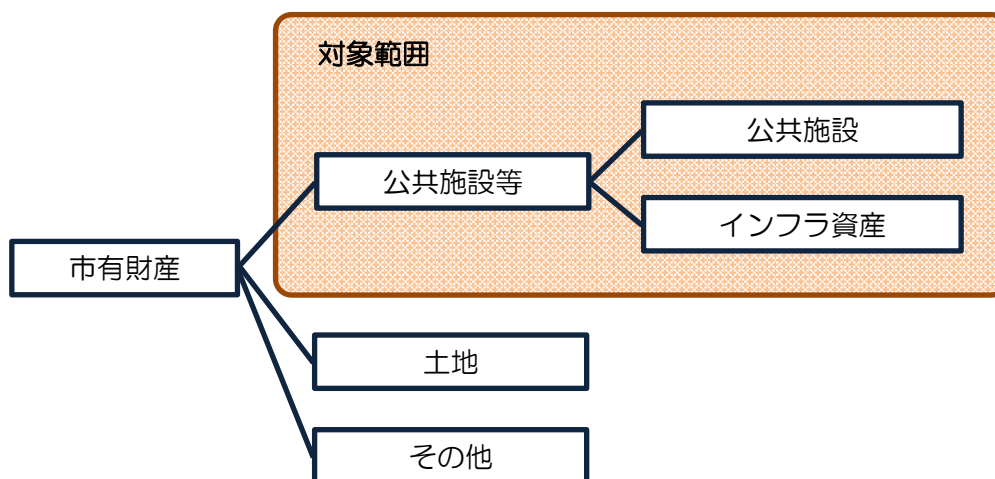 対象範囲
公共施設
公共施設等
インフラ資産
市有財産
土地
その他